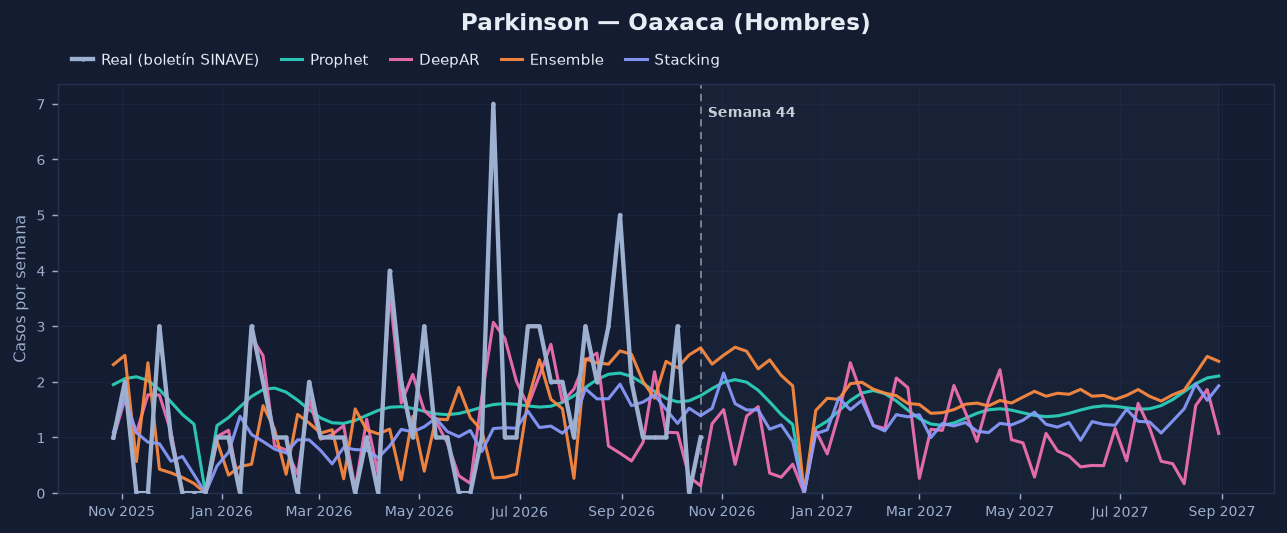 Parkinson — Oaxaca (Hombres)
Real (boletín SINAVE) Prophet DeepAR Ensemble Stacking
Semana 44
Casos por semana
7
6
5
4
3
2
1
0
Nov 2025 Jan 2026 Mar 2026 May 2026 Jul 2026 Sep 2026 Nov 2026 Jan 2027 Mar 2027 May 2027 Jul 2027 Sep 2027